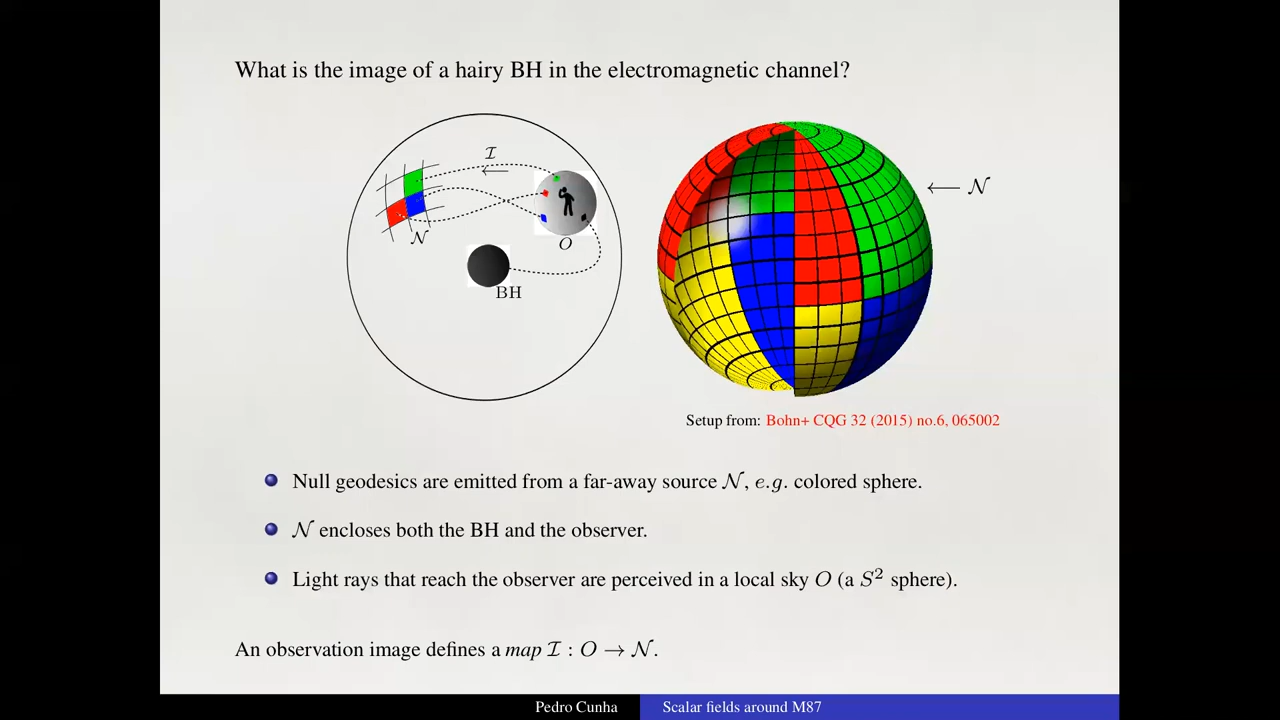 What is the image of a hairy BH in the electromagnetic channel?
ℐ
⟵
𝒩
O
BH
⟵ 𝒩
Setup from: Bohn+ CQG 32 (2015) no.6, 065002
Null geodesics are emitted from a far-away source 𝒩, e.g. colored sphere.
𝒩 encloses both the BH and the observer.
Light rays that reach the observer are perceived in a local sky O (a S² sphere).
An observation image defines a map ℐ : O → 𝒩.
Pedro Cunha
Scalar fields around M87